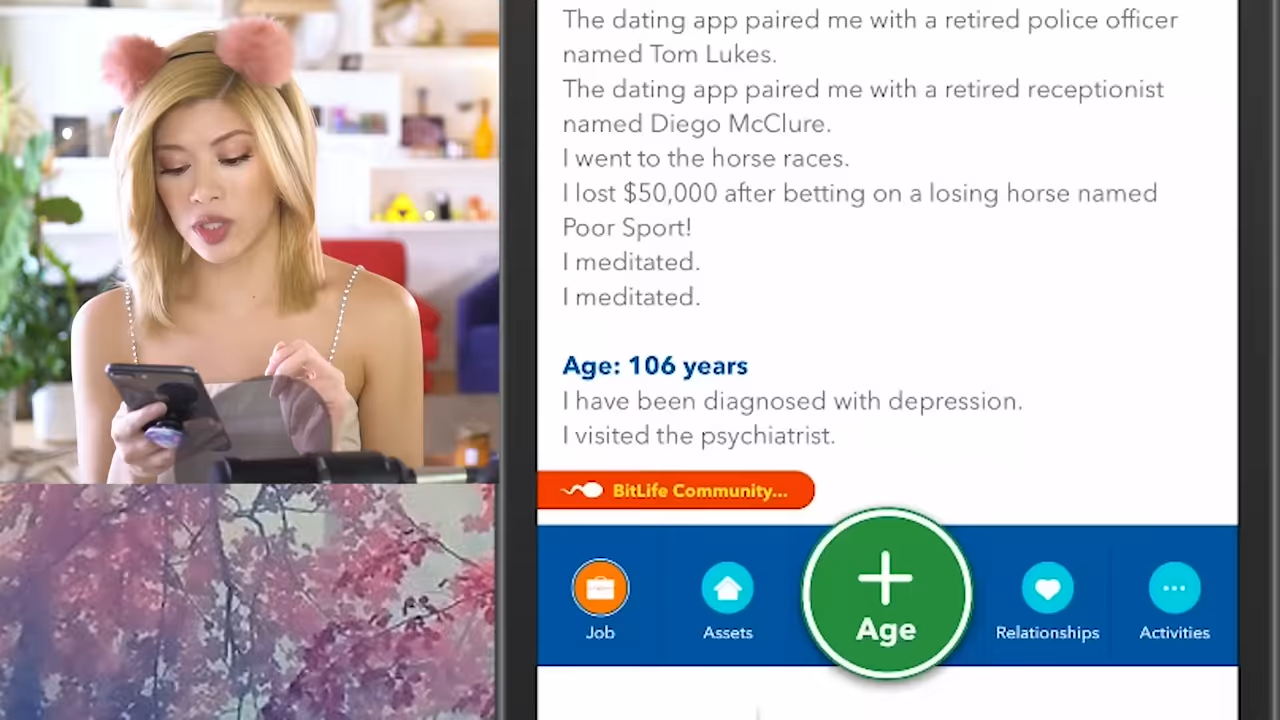 The dating app paired me with a retired police officer
named Tom Lukes.
The dating app paired me with a retired receptionist
named Diego McClure.
I went to the horse races.
I lost $50,000 after betting on a losing horse named
Poor Sport!
I meditated.
I meditated.
Age: 106 years
I have been diagnosed with depression.
I visited the psychiatrist.
BitLife Community...
Job
Assets
Age
Relationships
Activities